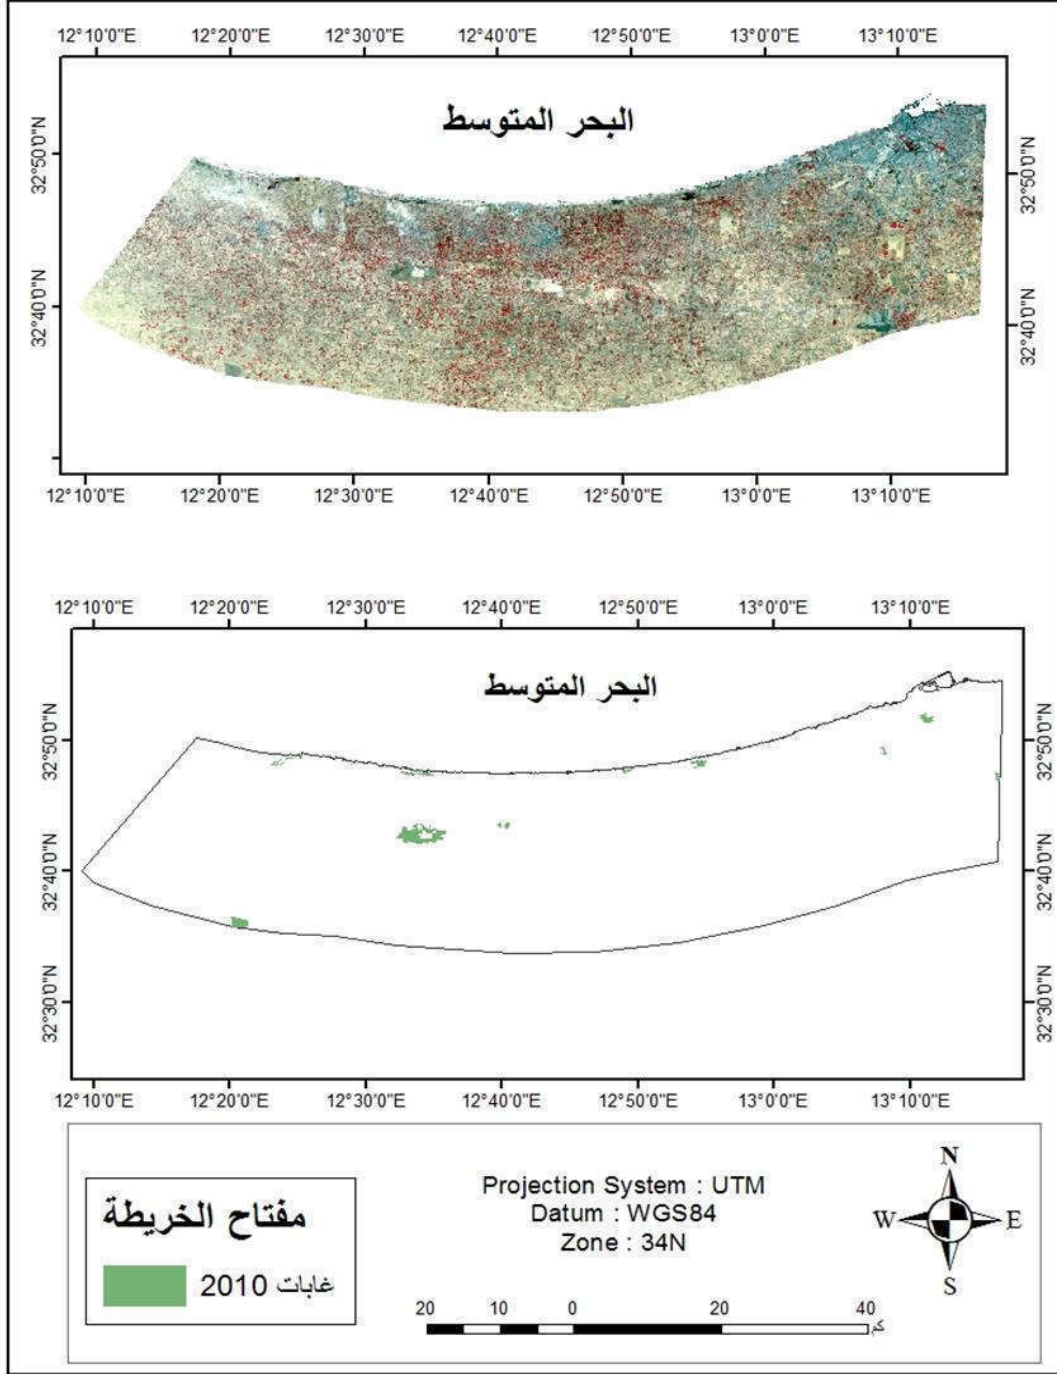 12°10'0"E 12°20'0"E 12°30'0"E 12°40'0"E 12°50'0"E 13°0'0"E 13°10'0"E
البحر المتوسط
32°50'0"N 32°50'0"N
32°40'0"N 32°40'0"N
12°10'0"E 12°20'0"E 12°30'0"E 12°40'0"E 12°50'0"E 13°0'0"E 13°10'0"E
12°10'0"E 12°20'0"E 12°30'0"E 12°40'0"E 12°50'0"E 13°0'0"E 13°10'0"E
البحر المتوسط
32°50'0"N 32°50'0"N
32°40'0"N 32°40'0"N
32°30'0"N 32°30'0"N
12°10'0"E 12°20'0"E 12°30'0"E 12°40'0"E 12°50'0"E 13°0'0"E 13°10'0"E
مفتاح الخريطة
غابات 2010
Projection System : UTM
Datum : WGS84
Zone : 34N
20 10 0 20 40
كم
N
W E
S